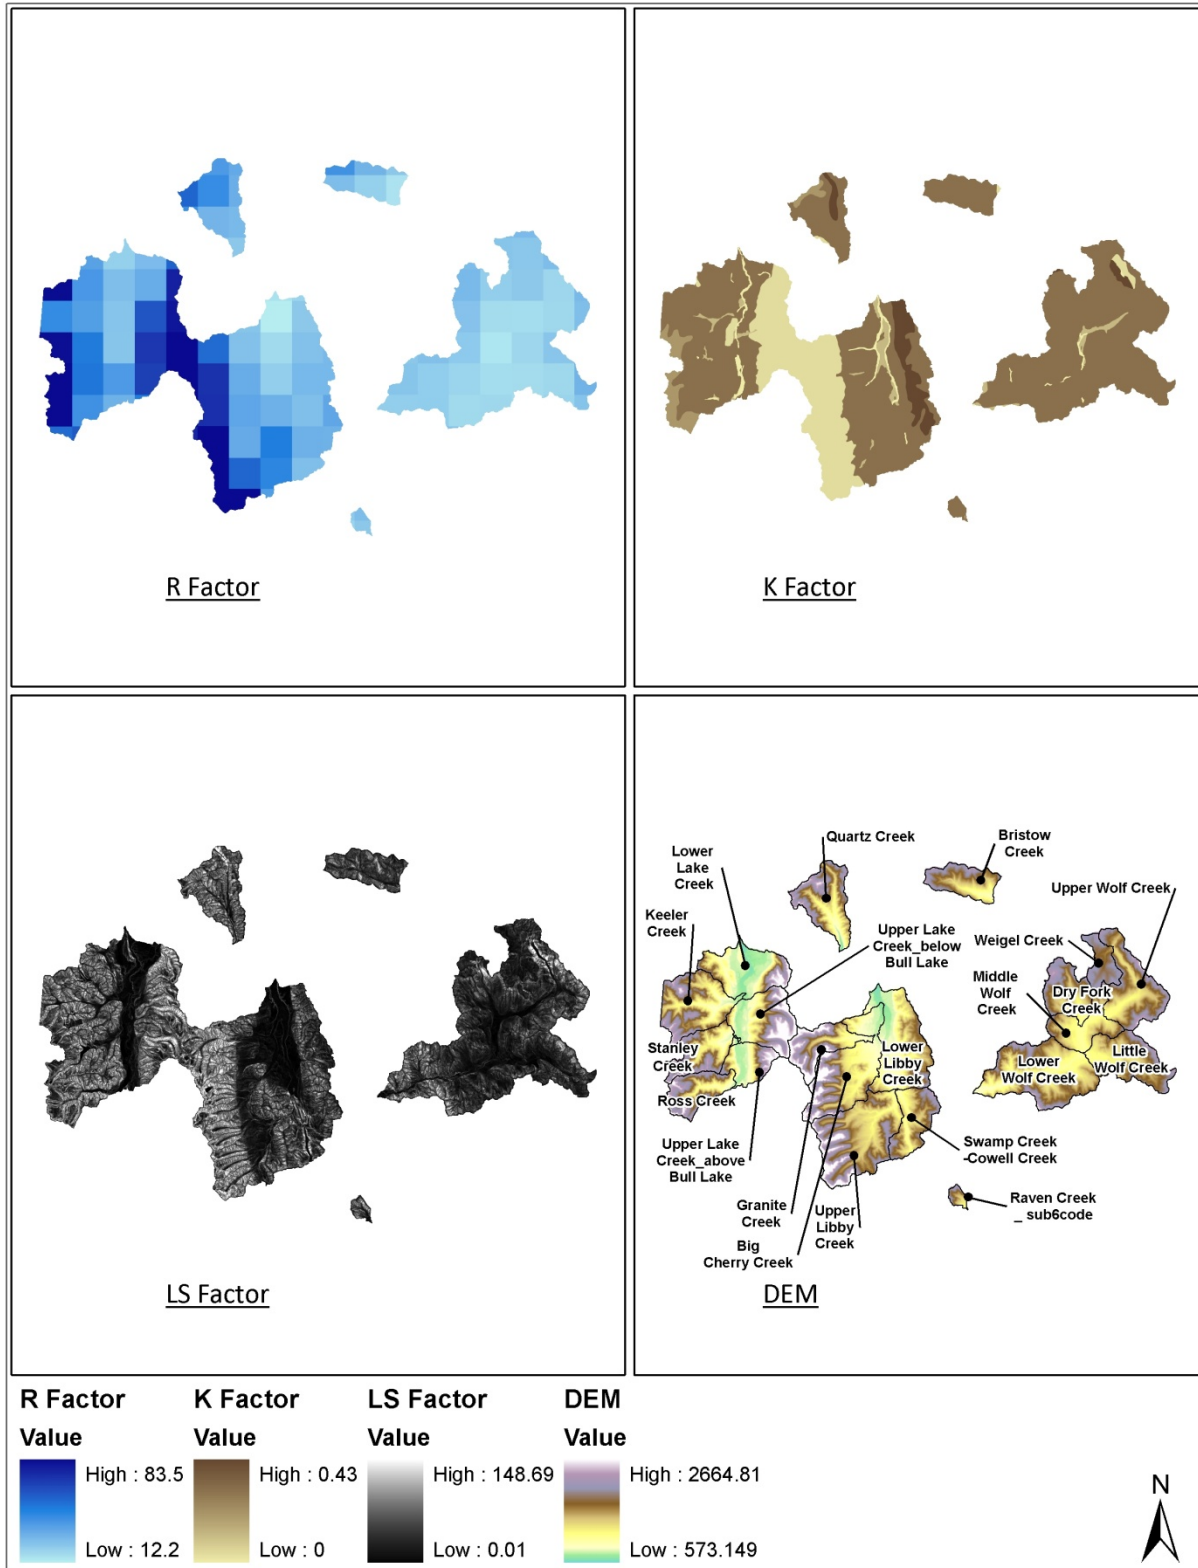 R Factor
K Factor
LS Factor
Quartz Creek
Bristow
Creek
Lower
Lake
Creek
Upper Wolf Creek
Keeler
Creek
Upper Lake
Creek_below
Bull Lake
Weigel Creek
Middle
Wolf
Creek
Dry Fork
Creek
Stanley
Creek
Lower
Libby
Creek
Lower
Wolf Creek
Little
Wolf Creek
Ross Creek
Upper Lake
Creek_above
Bull Lake
Swamp Creek
-Cowell Creek
Granite
Creek
Upper
Libby
Creek
Raven Creek
_ sub6code
Big
Cherry Creek
DEM
R Factor
Value
High : 83.5
Low : 12.2
K Factor
Value
High : 0.43
Low : 0
LS Factor
Value
High : 148.69
Low : 0.01
DEM
Value
High : 2664.81
Low : 573.149
N